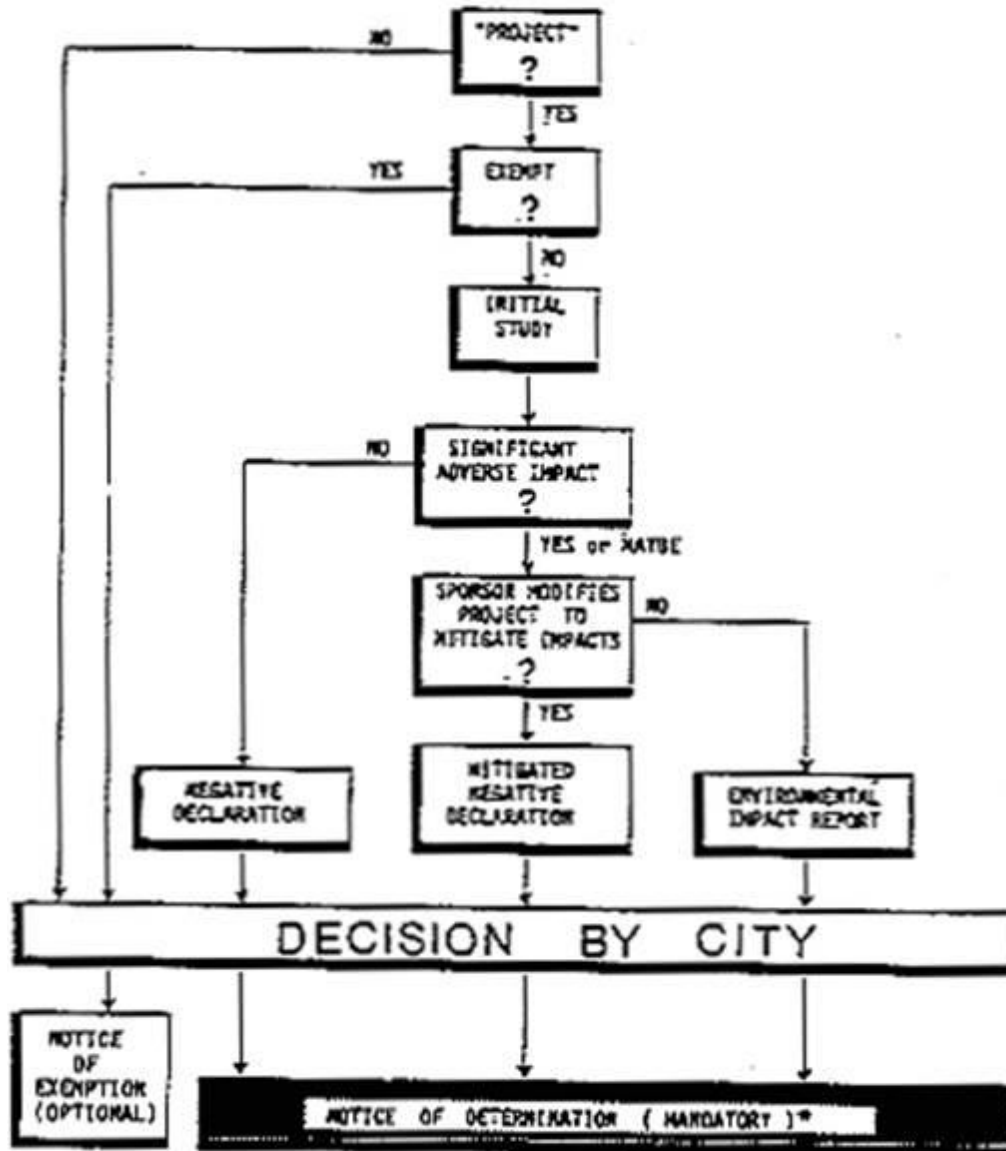 "PROJECT"
?
NO
YES
EXEMPT
?
YES
NO
INITIAL
STUDY
SIGNIFICANT
ADVERSE IMPACT
?
NO
YES or MAYBE
SPONSOR MODIFIES
PROJECT TO
MITIGATE IMPACTS
?
NO
YES
NEGATIVE
DECLARATION
MITIGATED
NEGATIVE
DECLARATION
ENVIRONMENTAL
IMPACT REPORT
DECISION BY CITY
NOTICE
OF
EXEMPTION
(OPTIONAL)
NOTICE OF DETERMINATION (MANDATORY)*